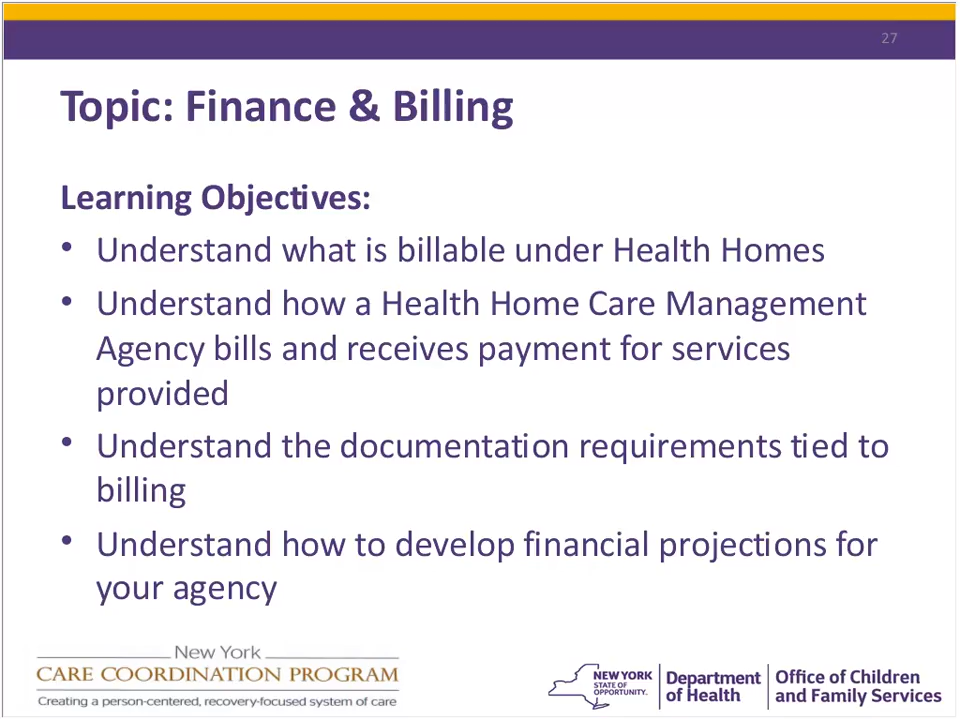 27
Topic: Finance & Billing
Learning Objectives:
• Understand what is billable under Health Homes
• Understand how a Health Home Care Management
Agency bills and receives payment for services
provided
• Understand the documentation requirements tied to
billing
• Understand how to develop financial projections for
your agency
New York
CARE COORDINATION PROGRAM
Creating a person-centered, recovery-focused system of care
NEW YORK
STATE OF
OPPORTUNITY.
Department
of Health
Office of Children
and Family Services